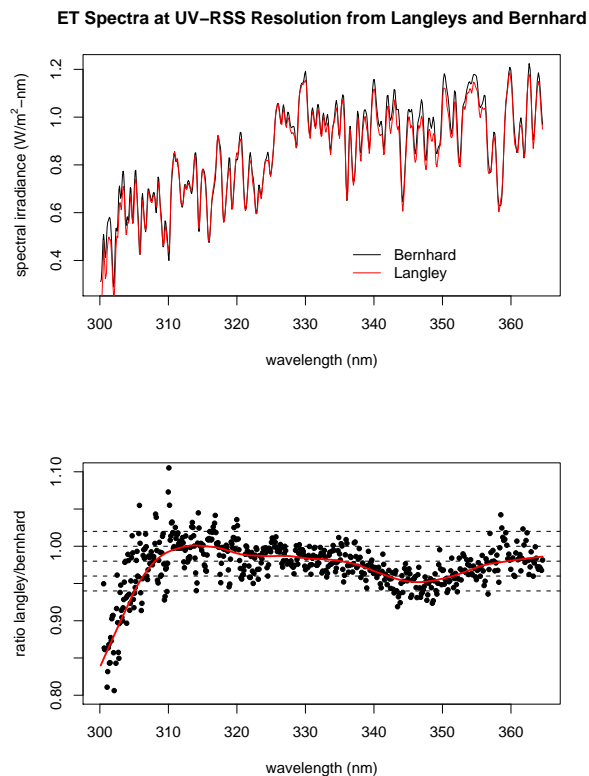 ET Spectra at UV−RSS Resolution from Langleys and Bernhard
spectral irradiance (W/m²−nm)
1.2
1.0
0.8
0.6
0.4
Bernhard
Langley
300 310 320 330 340 350 360
wavelength (nm)
ratio langley/bernhard
1.10
1.00
0.90
0.80
300 310 320 330 340 350 360
wavelength (nm)